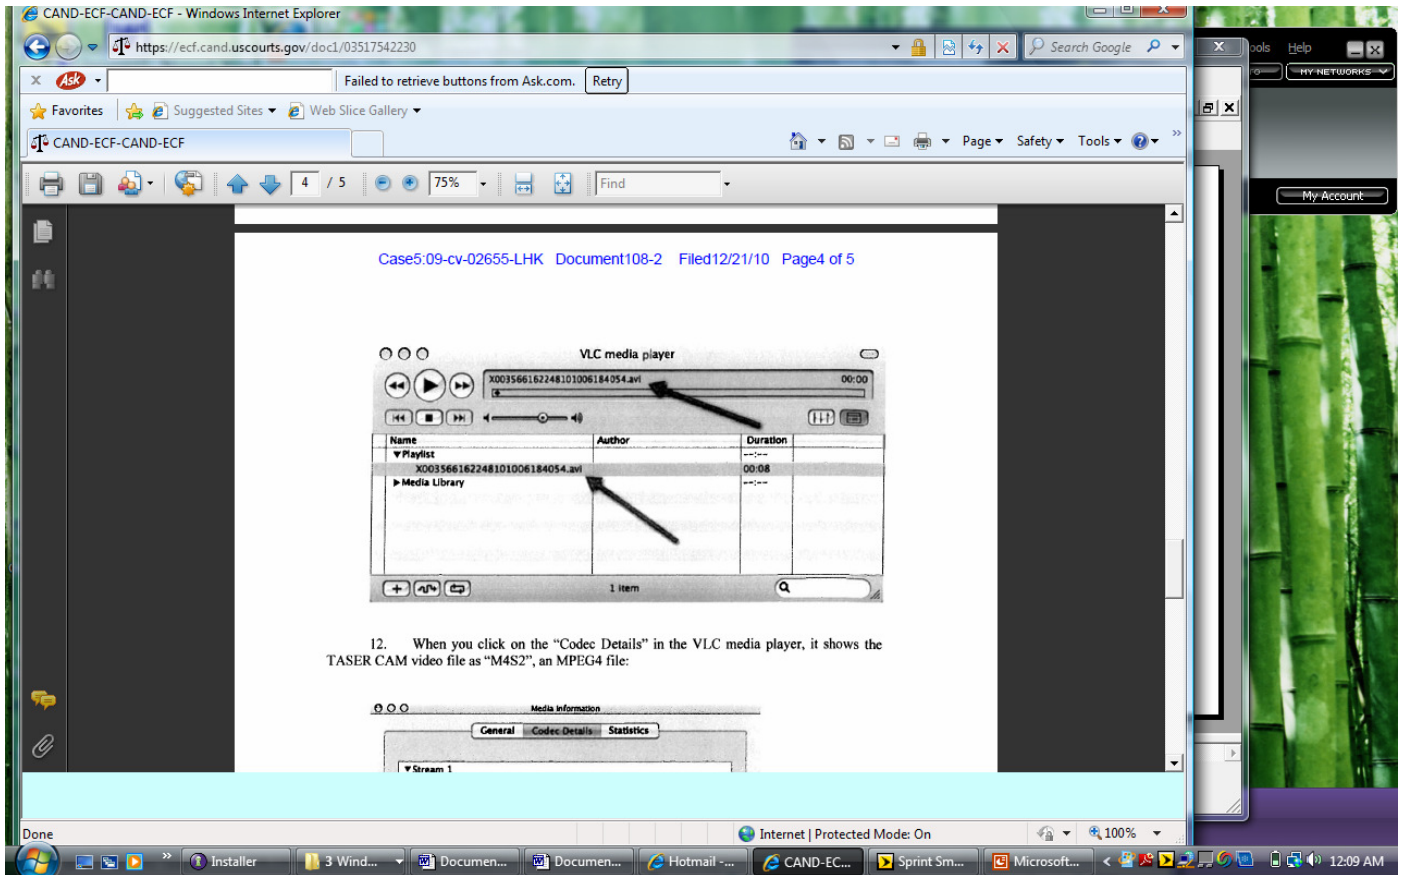 CAND-ECF-CAND-ECF - Windows Internet Explorer
https://ecf.cand.uscourts.gov/doc1/03517542230
Search Google
ools Help
MY NETWORKS
Ask
Failed to retrieve buttons from Ask.com. Retry
Favorites Suggested Sites Web Slice Gallery
CAND-ECF-CAND-ECF
Page Safety Tools
4 / 5 75% Find
My Account
Case5:09-cv-02655-LHK Document108-2 Filed12/21/10 Page4 of 5
VLC media player
X003566162248101006184054.avi 00:00
Name Author Duration
Playlist --:--
X003566162248101006184054.avi 00:08
Media Library --:--
1 item
12. When you click on the “Codec Details” in the VLC media player, it shows the
TASER CAM video file as “M4S2”, an MPEG4 file:
Media Information
General Codec Details Statistics
Stream 1
Done
Internet | Protected Mode: On
100%
Installer 3 Wind... Documen... Documen... Hotmail -... CAND-EC... Sprint Sm... Microsoft... 12:09 AM